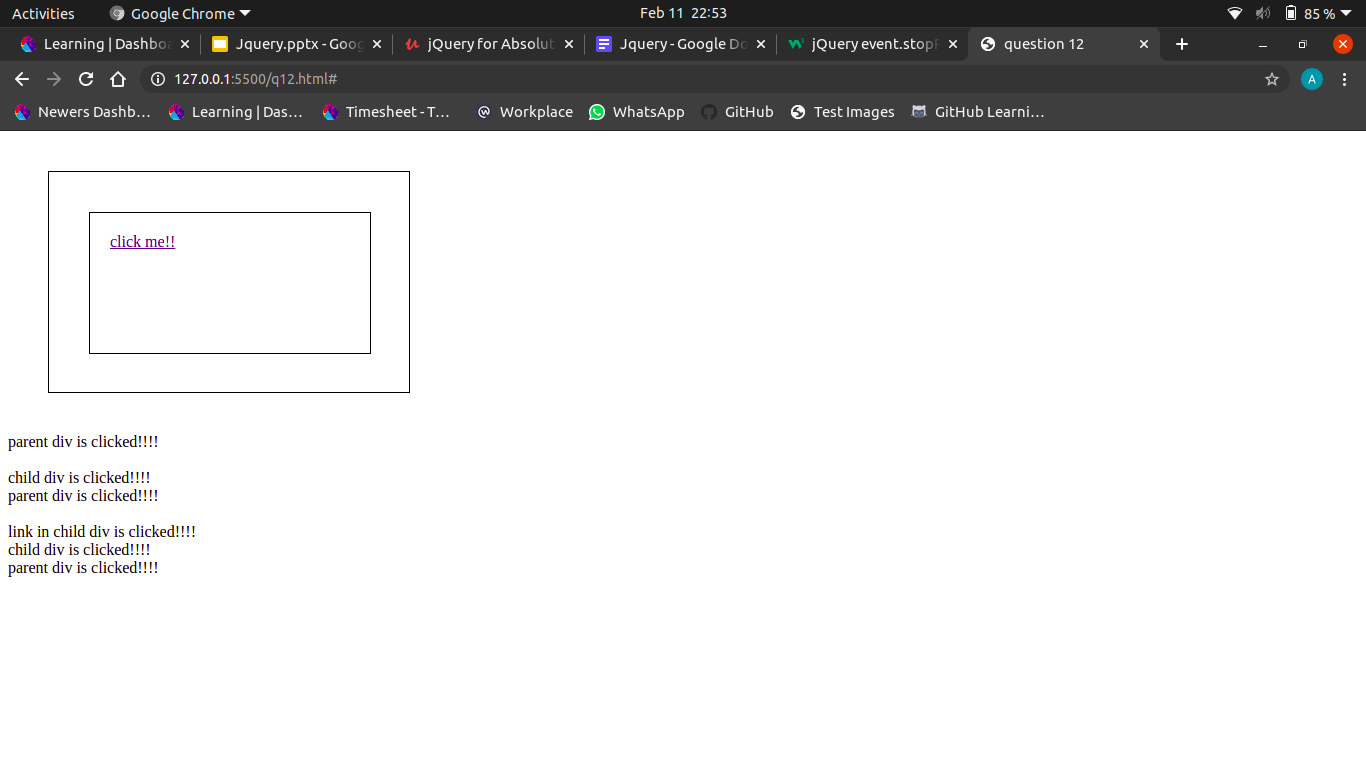 Activities Google Chrome Feb 11 22:53 85 %
Learning | Dashboa Jquery.pptx - Goog jQuery for Absolut Jquery - Google Do jQuery event.stopP question 12
127.0.0.1:5500/q12.html# A
Newers Dashb... Learning | Das... Timesheet - T... Workplace WhatsApp GitHub Test Images GitHub Learni...
click me!!
parent div is clicked!!!!
child div is clicked!!!!
parent div is clicked!!!!
link in child div is clicked!!!!
child div is clicked!!!!
parent div is clicked!!!!